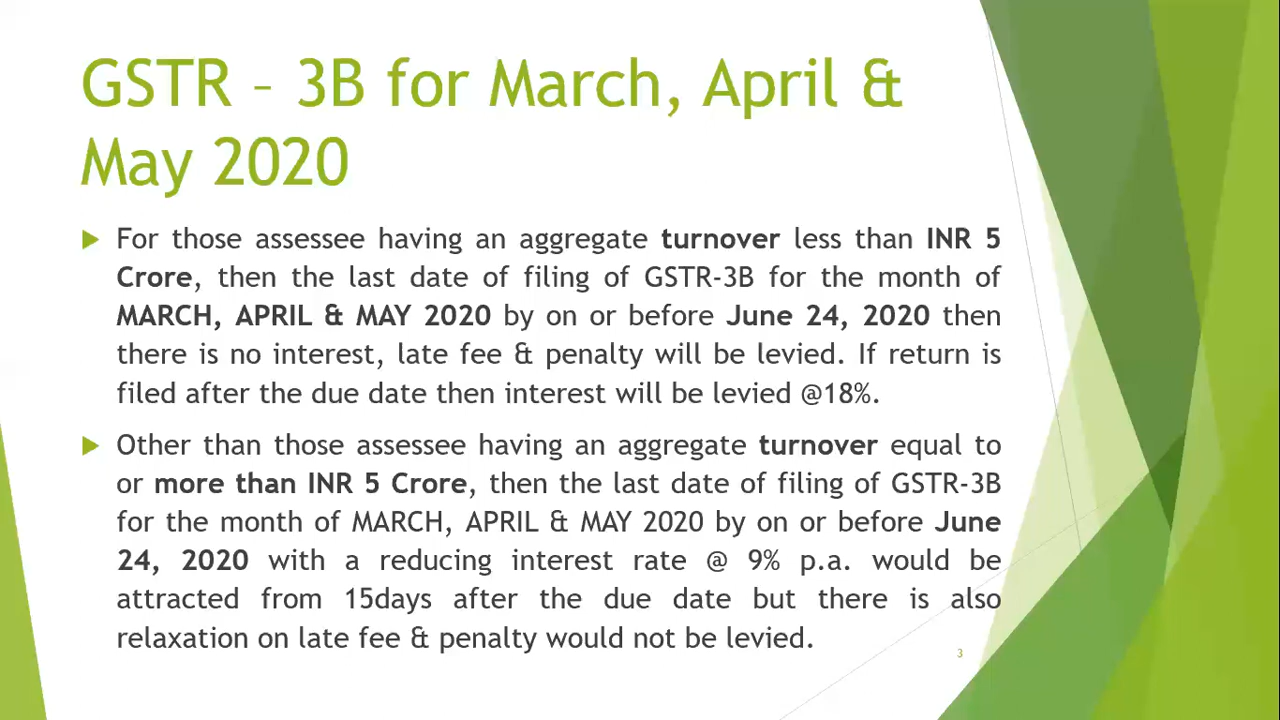 GSTR – 3B for March, April &
May 2020
For those assessee having an aggregate turnover less than INR 5
Crore, then the last date of filing of GSTR-3B for the month of
MARCH, APRIL & MAY 2020 by on or before June 24, 2020 then
there is no interest, late fee & penalty will be levied. If return is
filed after the due date then interest will be levied @18%.
Other than those assessee having an aggregate turnover equal to
or more than INR 5 Crore, then the last date of filing of GSTR-3B
for the month of MARCH, APRIL & MAY 2020 by on or before June
24, 2020 with a reducing interest rate @ 9% p.a. would be
attracted from 15days after the due date but there is also
relaxation on late fee & penalty would not be levied.
3